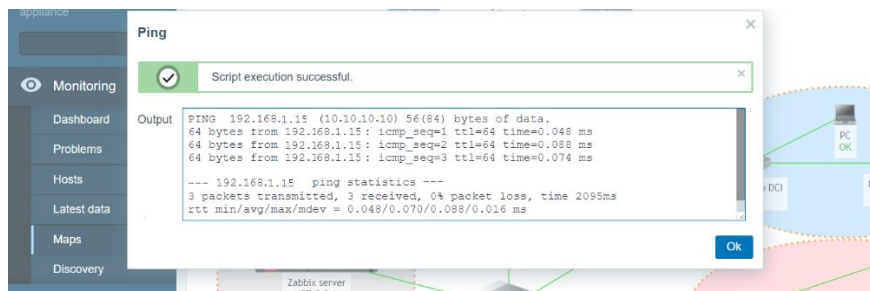 appliance
Monitoring
Dashboard
Problems
Hosts
Latest data
Maps
Discovery
Ping
Script execution successful.
Output
PING 192.168.1.15 (10.10.10.10) 56(84) bytes of data.
64 bytes from 192.168.1.15: icmp_seq=1 ttl=64 time=0.048 ms
64 bytes from 192.168.1.15: icmp_seq=2 ttl=64 time=0.088 ms
64 bytes from 192.168.1.15: icmp_seq=3 ttl=64 time=0.074 ms
--- 192.168.1.15 ping statistics ---
3 packets transmitted, 3 received, 0% packet loss, time 2095ms
rtt min/avg/max/mdev = 0.048/0.070/0.088/0.016 ms
Ok
PC
OK
DCI
Zabbix server